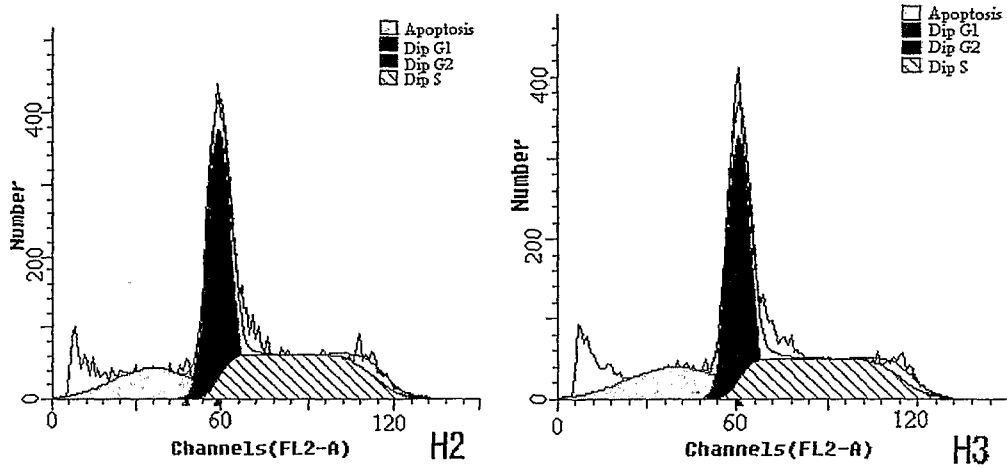 Apoptosis
Dip G1
Dip G2
Dip S
Number
400
200
0
0
60
120
Channels(FL2-A)
H2
Apoptosis
Dip G1
Dip G2
Dip S
Number
400
200
0
0
60
120
Channels(FL2-A)
H3